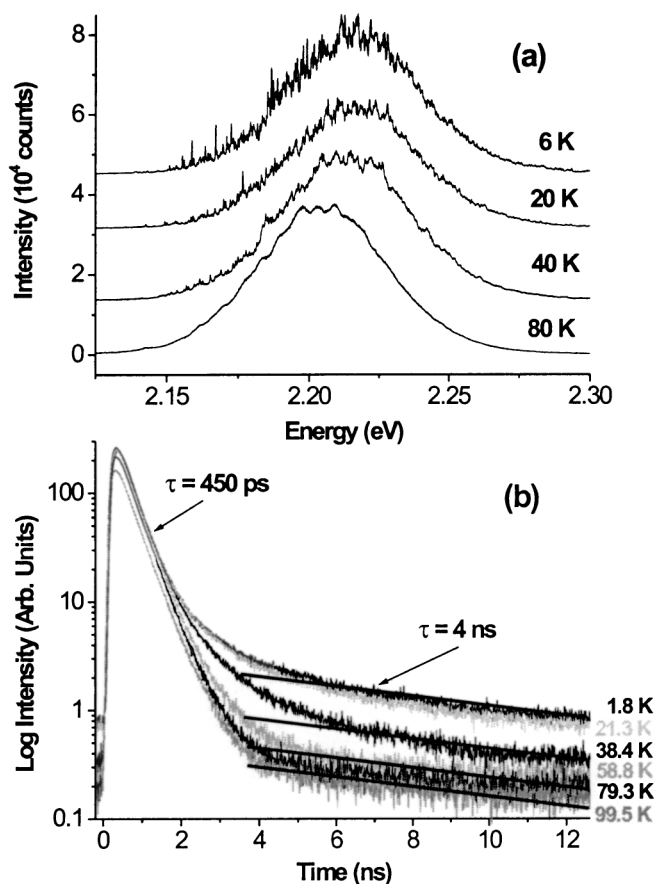 (a)
8
6
4
2
0
Intensity (10⁴ counts)
6 K
20 K
40 K
80 K
2.15
2.20
2.25
2.30
Energy (eV)
(b)
100
10
1
0.1
Log Intensity (Arb. Units)
τ = 450 ps
τ = 4 ns
1.8 K
21.3 K
38.4 K
58.8 K
79.3 K
99.5 K
0
2
4
6
8
10
12
Time (ns)